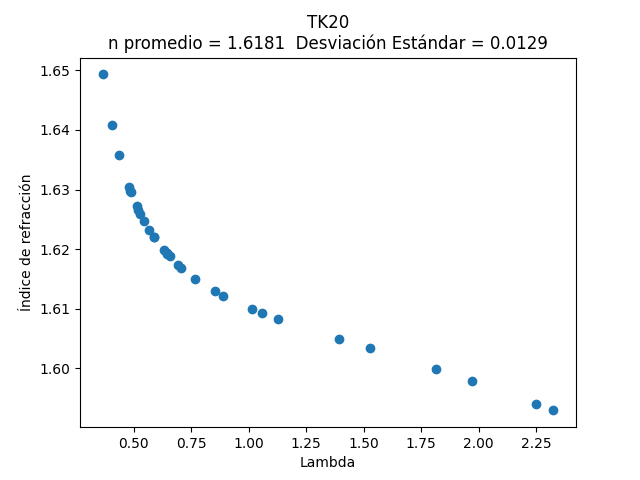 TK20
n promedio = 1.6181  Desviación Estándar = 0.0129
1.65
1.64
1.63
1.62
1.61
1.60
Índice de refracción
0.50 0.75 1.00 1.25 1.50 1.75 2.00 2.25
Lambda